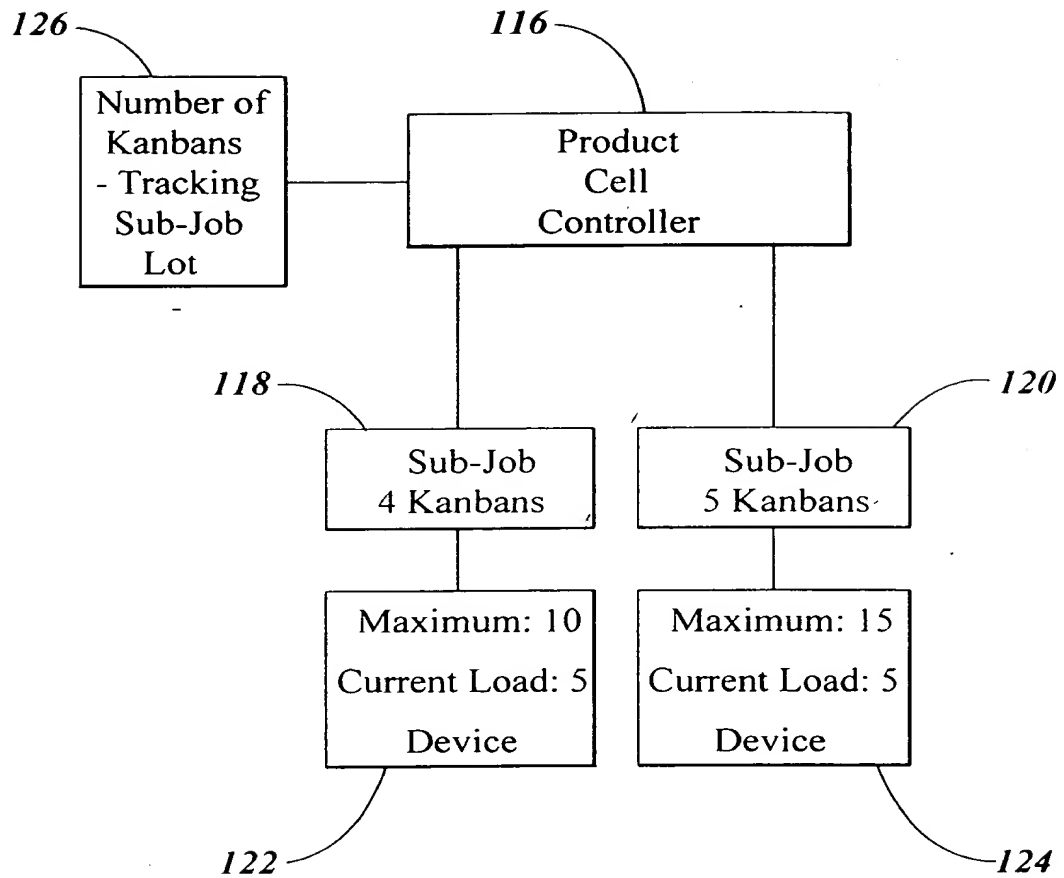 126
116
Number of
Kanbans
- Tracking
Sub-Job
Lot
Product
Cell
Controller
118
120
Sub-Job
4 Kanbans
Sub-Job
5 Kanbans
Maximum: 10
Current Load: 5
Device
Maximum: 15
Current Load: 5
Device
122
124